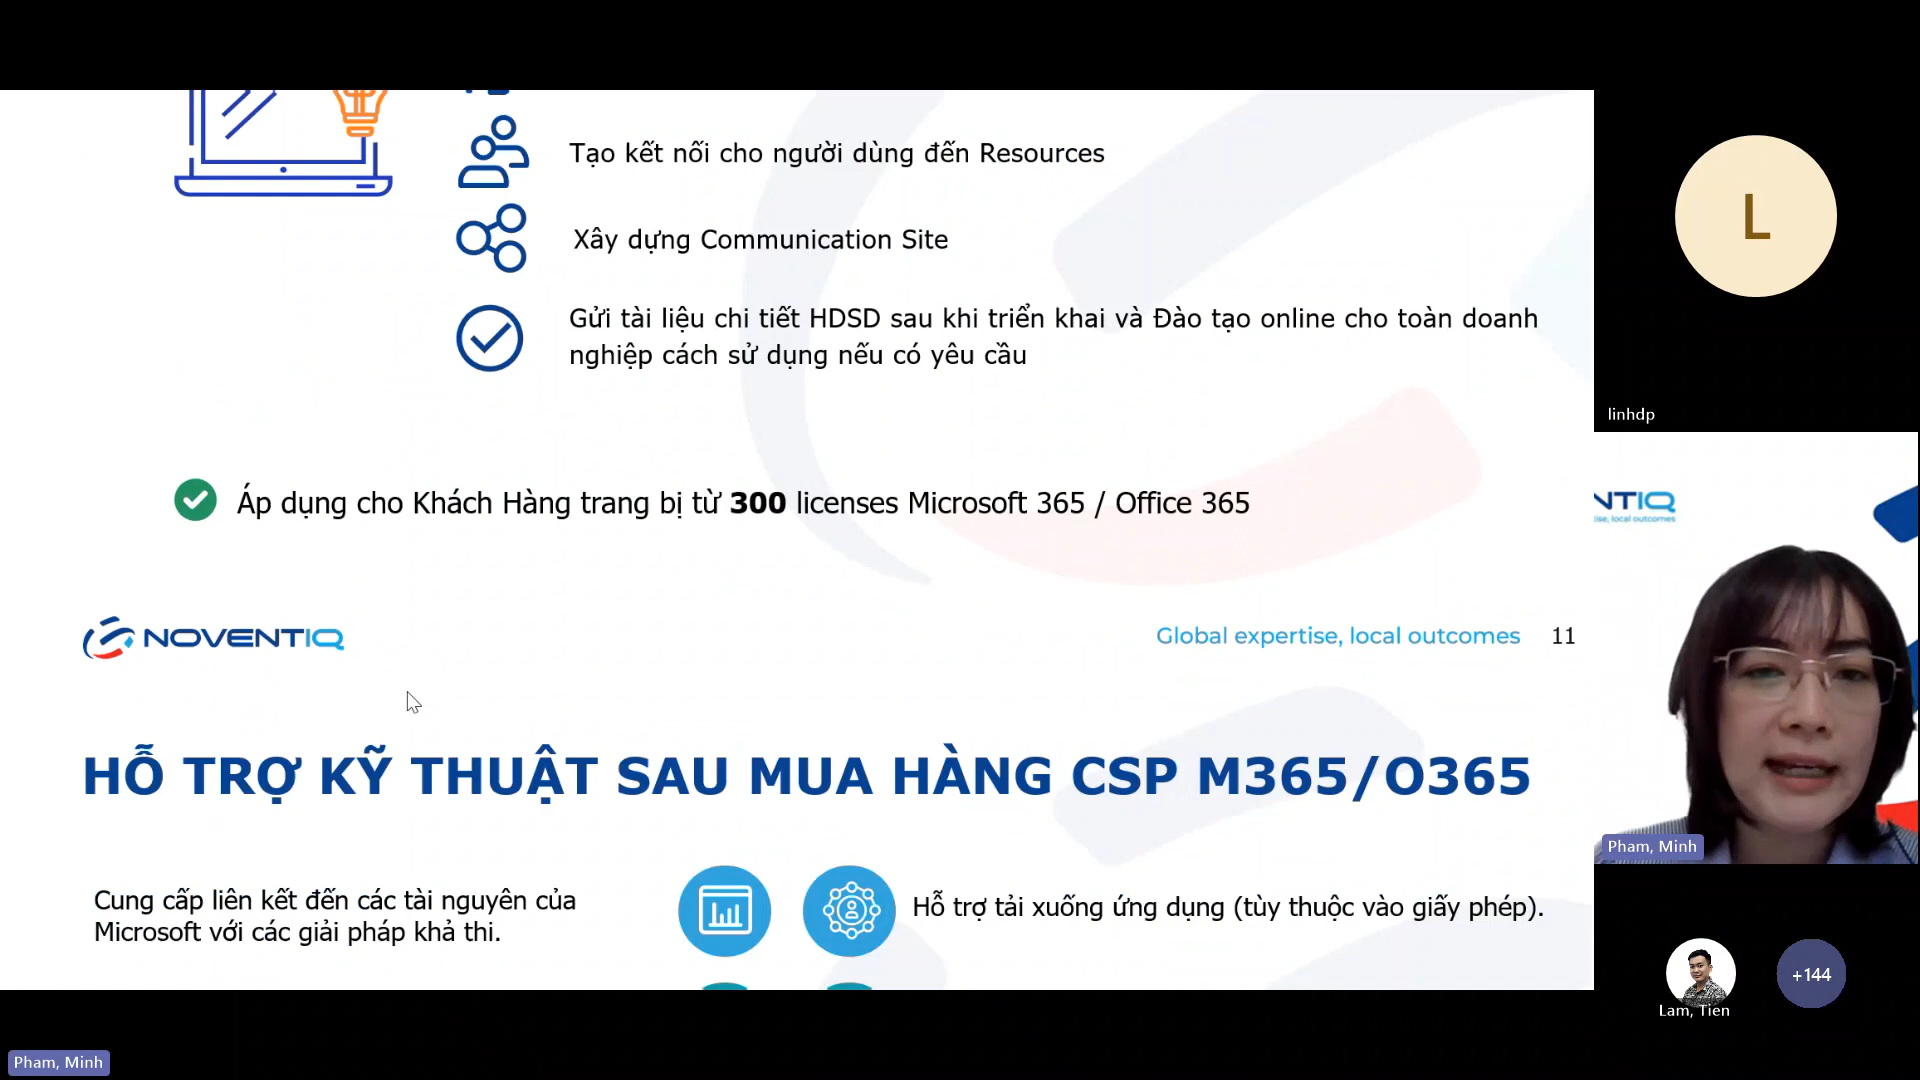 Tạo kết nối cho người dùng đến Resources
Xây dựng Communication Site
Gửi tài liệu chi tiết HDSD sau khi triển khai và Đào tạo online cho toàn doanh
nghiệp cách sử dụng nếu có yêu cầu
Áp dụng cho Khách Hàng trang bị từ 300 licenses Microsoft 365 / Office 365
NOVENTIQ
Global expertise, local outcomes 11
HỖ TRỢ KỸ THUẬT SAU MUA HÀNG CSP M365/O365
Cung cấp liên kết đến các tài nguyên của
Microsoft với các giải pháp khả thi.
Hỗ trợ tải xuống ứng dụng (tùy thuộc vào giấy phép).
L
linhdp
NTIQ
ise, local outcomes
Pham, Minh
Lam, Tien
+144
Pham, Minh